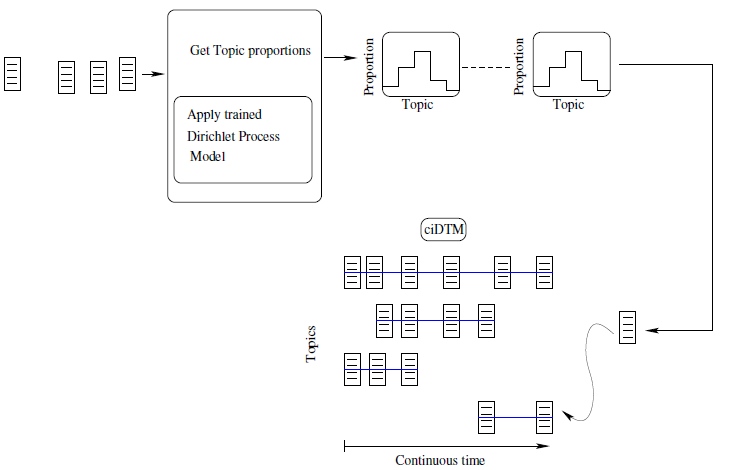 Get Topic proportions
Apply trained
Dirichlet Process
Model
Proportion
Topic
Proportion
Topic
ciDTM
Topics
Continuous time